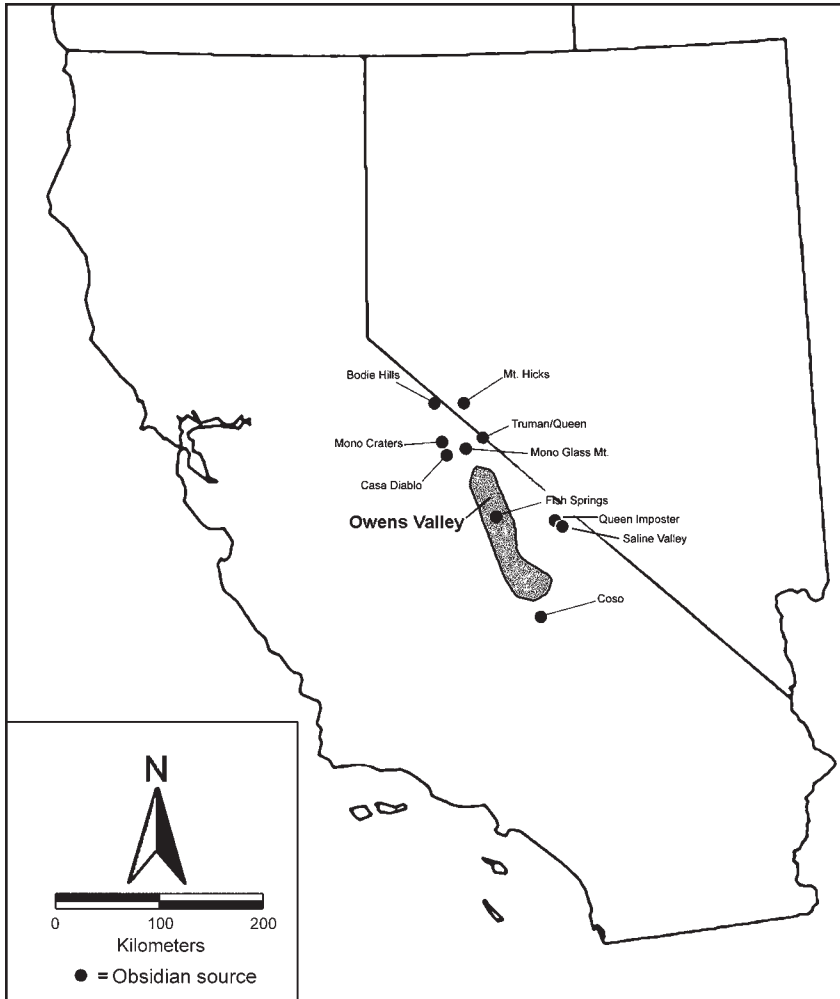 Bodie Hills
Mt. Hicks
Truman/Queen
Mono Craters
Mono Glass Mt.
Casa Diablo
Fish Springs
Owens Valley
Queen Imposter
Saline Valley
Coso
N
0 100 200
Kilometers
= Obsidian source